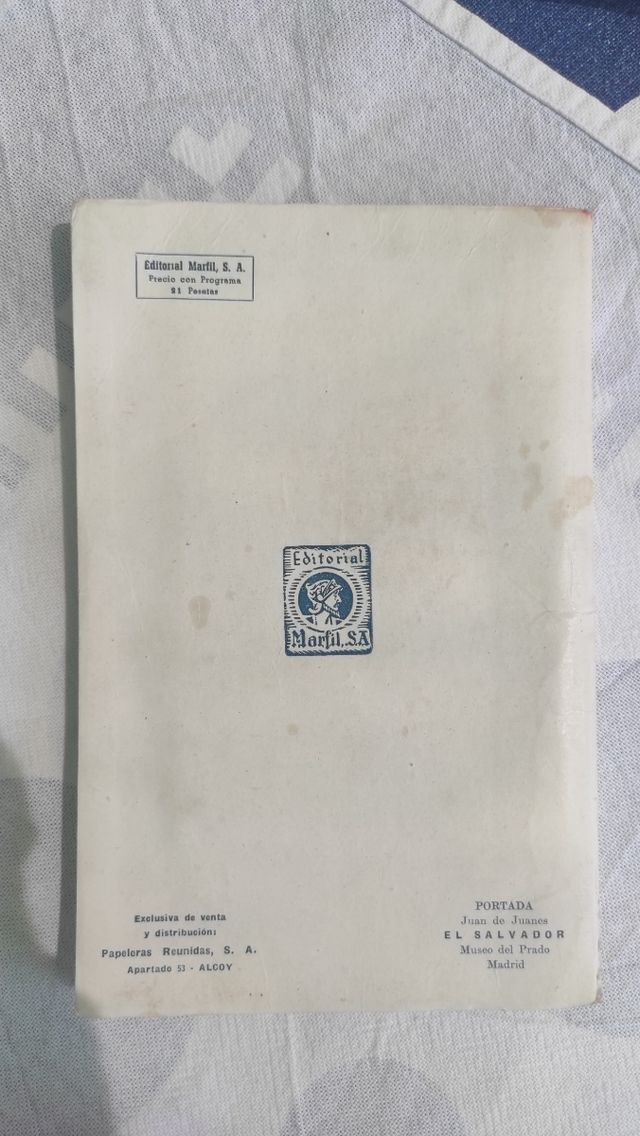 Editorial Marfil, S. A.
Precio con Programa
21 Pesetas
Editorial
Marfil, S.A
Exclusiva de venta
y distribución:
Papeleras Reunidas, S. A.
Apartado 53 - ALCOY
PORTADA
Juan de Juanes
EL SALVADOR
Museo del Prado
Madrid